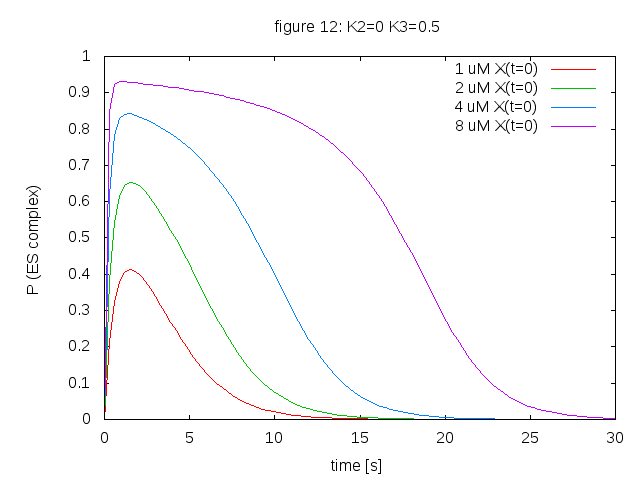 figure 12: K2=0 K3=0.5
1 uM X(t=0)
2 uM X(t=0)
4 uM X(t=0)
8 uM X(t=0)
P (ES complex)
1
0.9
0.8
0.7
0.6
0.5
0.4
0.3
0.2
0.1
0
0 5 10 15 20 25 30
time [s]